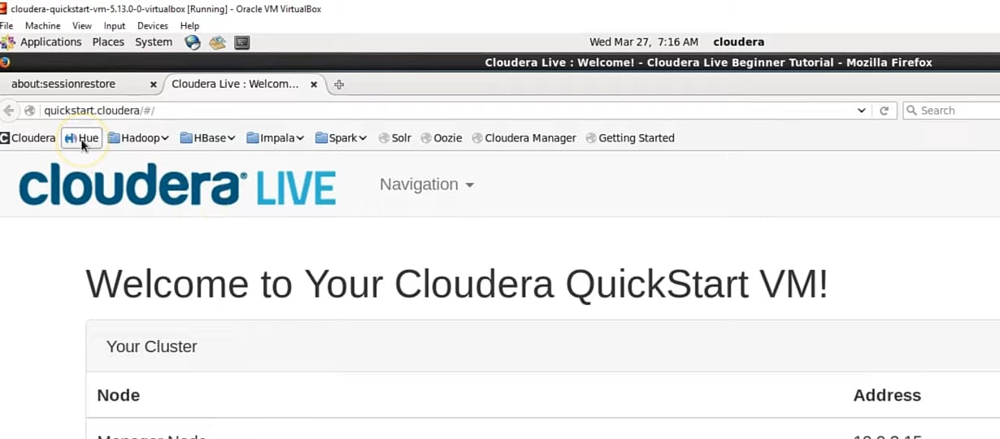 cloudera-quickstart-vm-5.13.0-0-virtualbox [Running] - Oracle VM VirtualBox
File Machine View Input Devices Help
Applications Places System Wed Mar 27, 7:16 AM cloudera
Cloudera Live : Welcome! - Cloudera Live Beginner Tutorial - Mozilla Firefox
about:sessionrestore Cloudera Live : Welcom...
quickstart.cloudera/#/ Search
Cloudera Hue Hadoop HBase Impala Spark Solr Oozie Cloudera Manager Getting Started
cloudera LIVE Navigation
Welcome to Your Cloudera QuickStart VM!
Your Cluster
Node Address